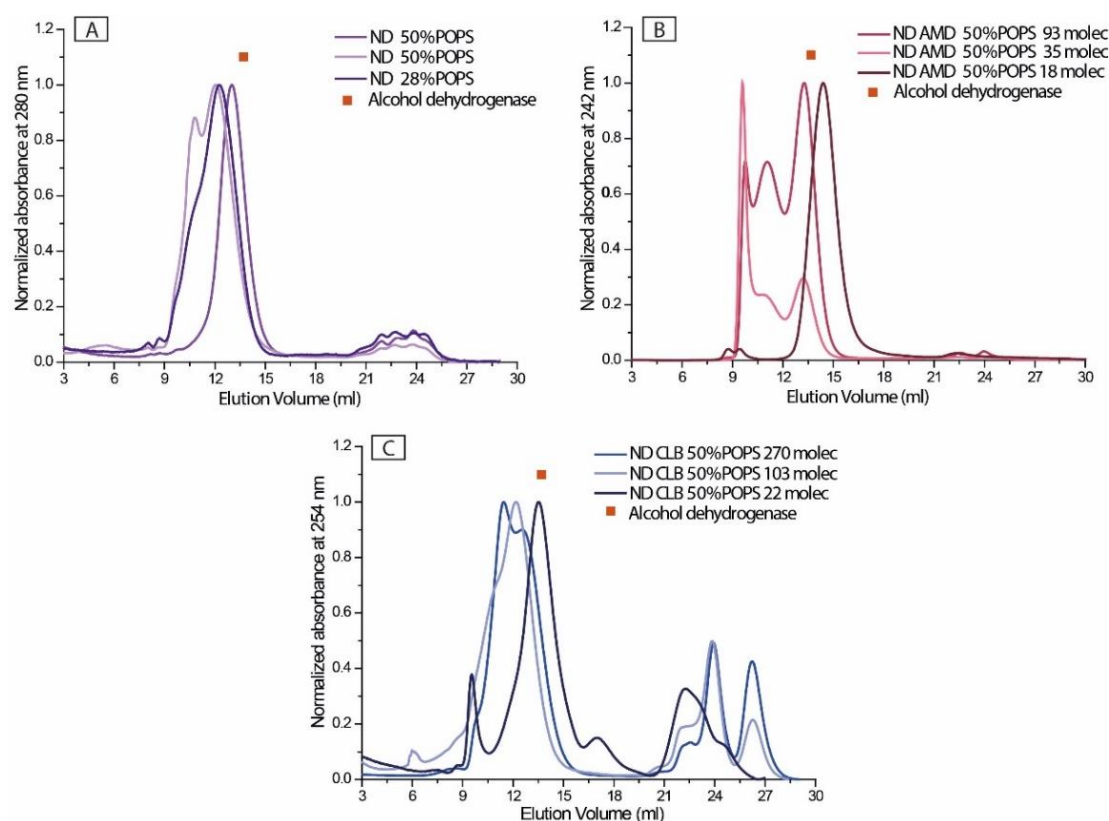 A
ND 50%POPS
ND 50%POPS
ND 28%POPS
Alcohol dehydrogenase
Normalized absorbance at 280 nm
1.2
1.0
0.8
0.6
0.4
0.2
0.0
3 6 9 12 15 18 21 24 27 30
Elution Volume (ml)
B
ND AMD 50%POPS 93 molec
ND AMD 50%POPS 35 molec
ND AMD 50%POPS 18 molec
Alcohol dehydrogenase
Normalized absorbance at 242 nm
1.2
1.0
0.8
0.6
0.4
0.2
0.0
3 6 9 12 15 18 21 24 27 30
Elution Volume (ml)
C
ND CLB 50%POPS 270 molec
ND CLB 50%POPS 103 molec
ND CLB 50%POPS 22 molec
Alcohol dehydrogenase
Normalized absorbance at 254 nm
1.2
1.0
0.8
0.6
0.4
0.2
0.0
3 6 9 12 15 18 21 24 27 30
Elution Volume (ml)